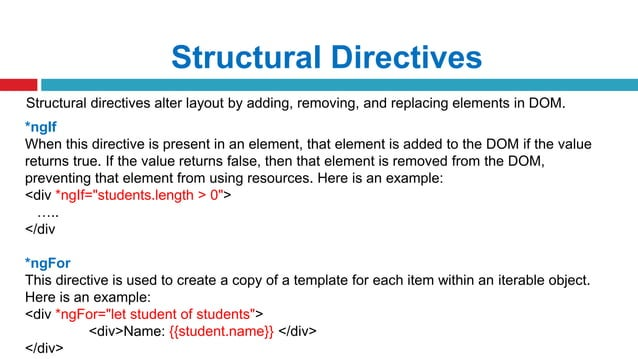 Structural Directives
Structural directives alter layout by adding, removing, and replacing elements in DOM.
*ngIf
When this directive is present in an element, that element is added to the DOM if the value
returns true. If the value returns false, then that element is removed from the DOM,
preventing that element from using resources. Here is an example:
<div *ngIf="students.length > 0">
…..
</div
*ngFor
This directive is used to create a copy of a template for each item within an iterable object.
Here is an example:
<div *ngFor="let student of students">
<div>Name: {{student.name}} </div>
</div>